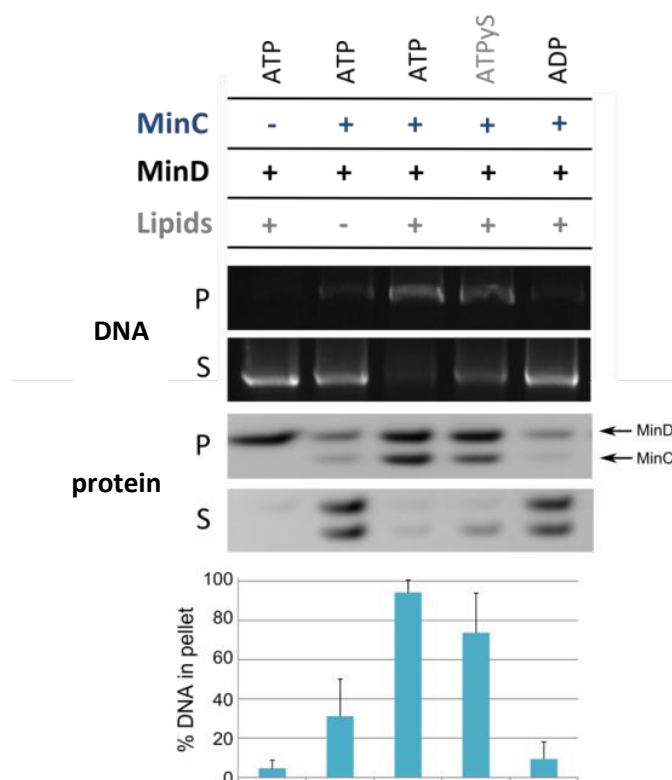 ATP ATP ATP ATPγS ADP
MinC - + + + +
MinD + + + + +
Lipids + - + + +
P
DNA
S
P
MinD
MinC
protein
S
100
80
60
40
20
0
% DNA in pellet